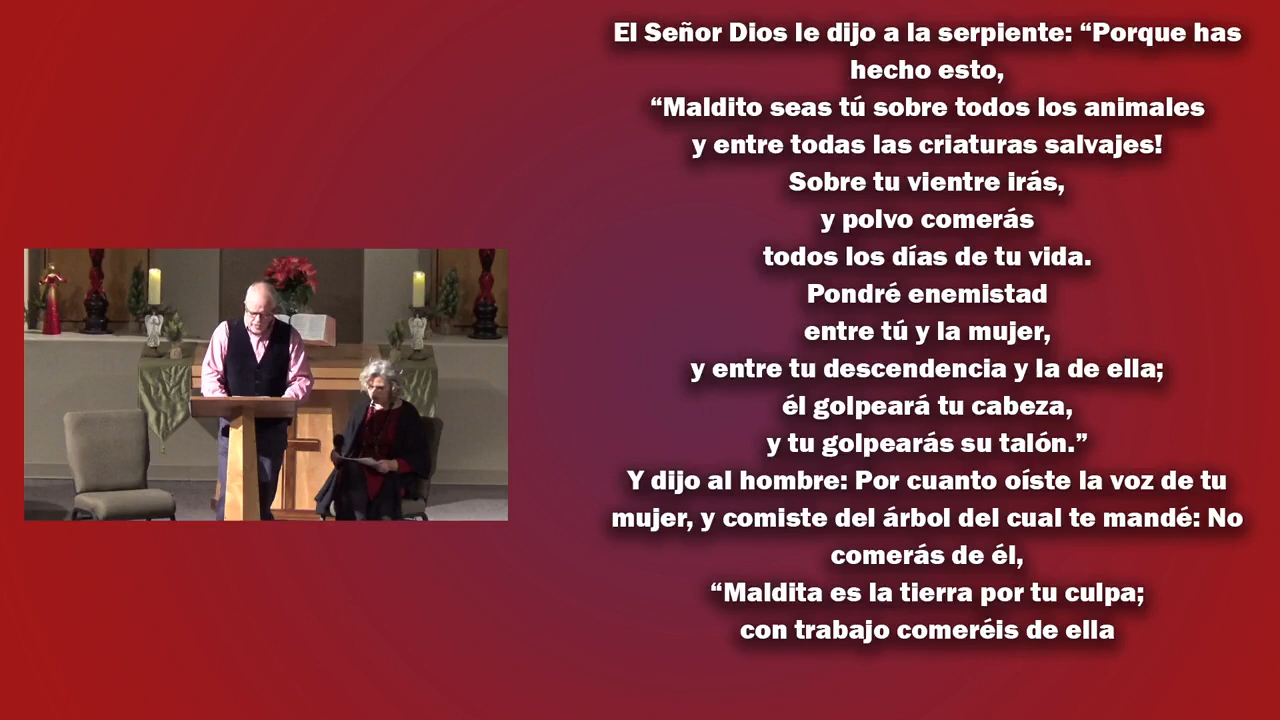 El Señor Dios le dijo a la serpiente: “Porque has
hecho esto,
“Maldito seas tú sobre todos los animales
y entre todas las criaturas salvajes!
Sobre tu vientre irás,
y polvo comerás
todos los días de tu vida.
Pondré enemistad
entre tú y la mujer,
y entre tu descendencia y la de ella;
él golpeará tu cabeza,
y tu golpearás su talón.”
Y dijo al hombre: Por cuanto oíste la voz de tu
mujer, y comiste del árbol del cual te mandé: No
comerás de él,
“Maldita es la tierra por tu culpa;
con trabajo comeréis de ella